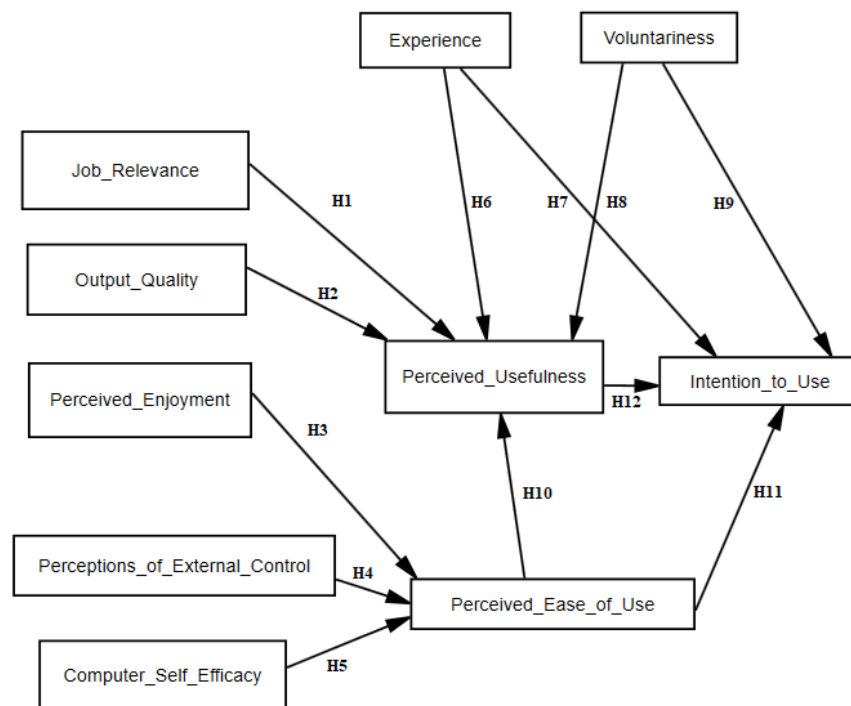 Experience
Voluntariness
Job_Relevance
H1
H6
H7
H8
H9
Output_Quality
H2
Perceived_Usefulness
Intention_to_Use
Perceived_Enjoyment
H12
H3
H10
H11
Perceptions_of_External_Control
H4
Perceived_Ease_of_Use
Computer_Self_Efficacy
H5